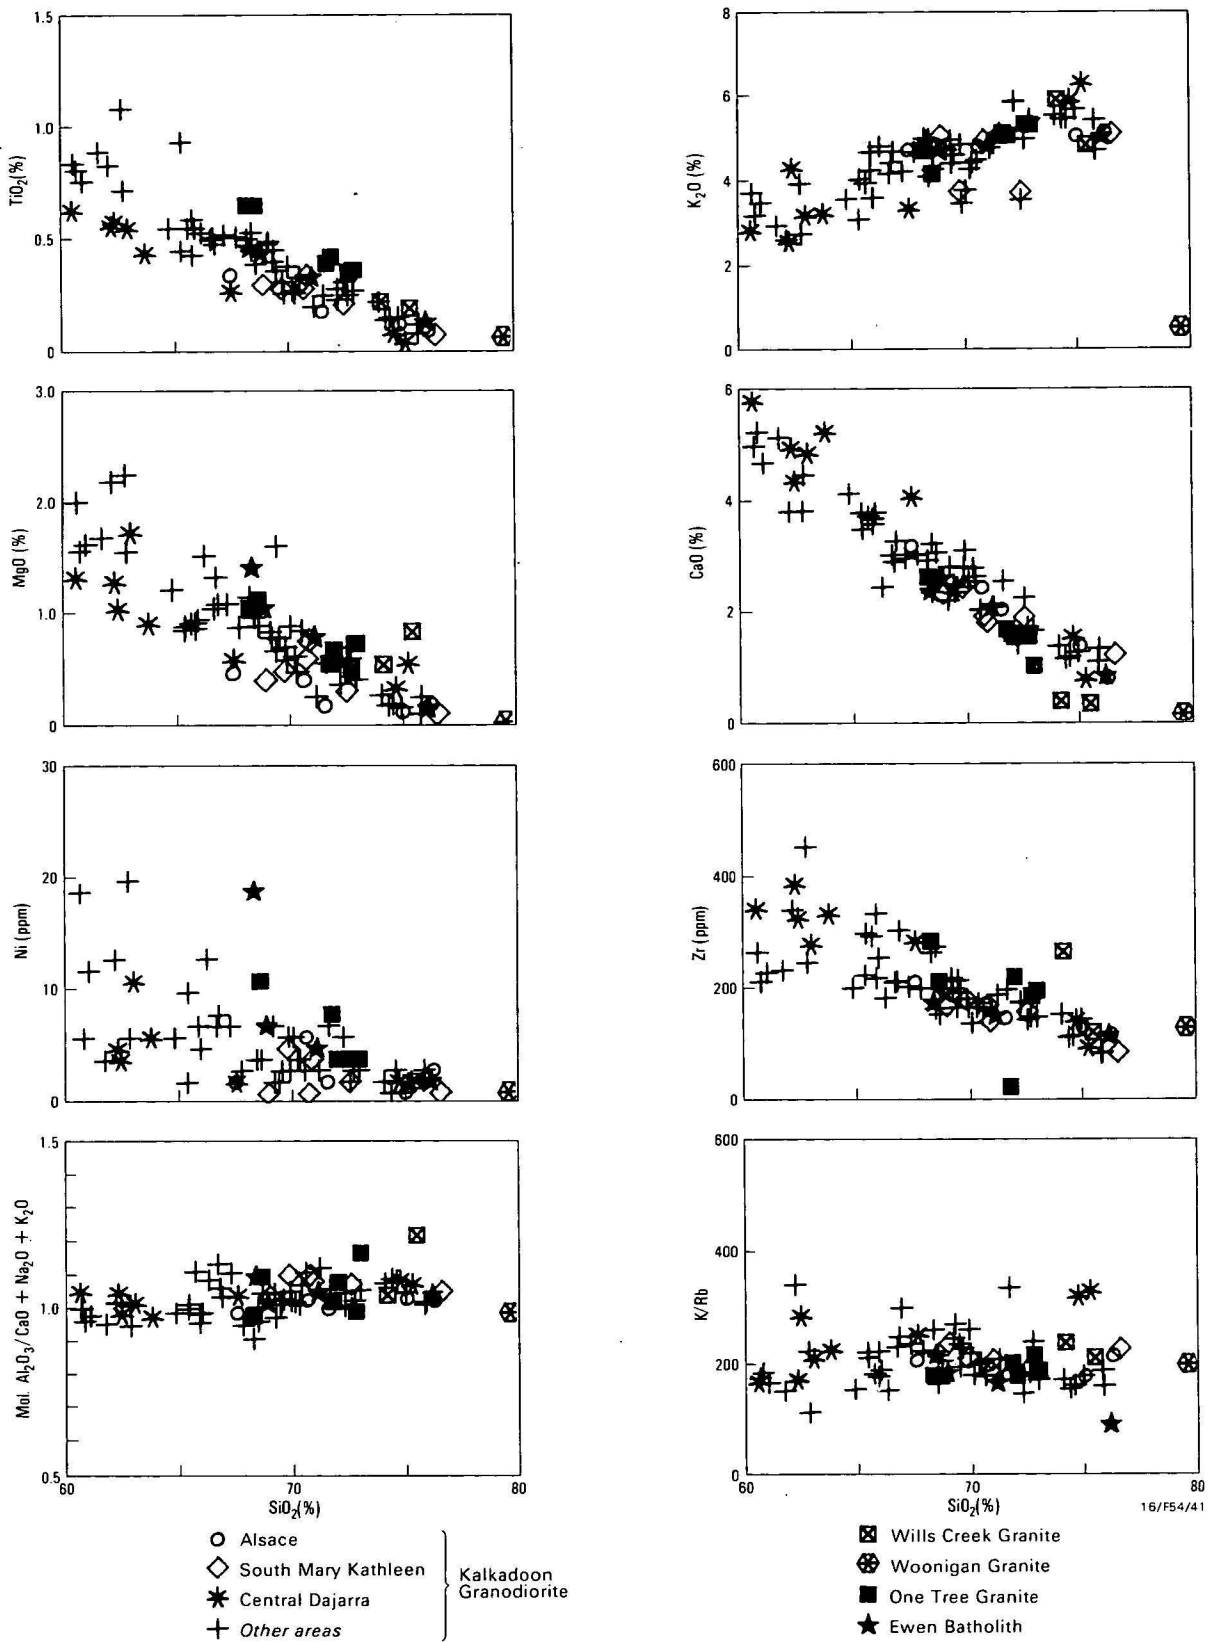 1.5
1.0
0.5
0
TiO₂(%)
8
6
4
2
0
K₂O (%)
3.0
2.0
1.0
0
MgO (%)
6
4
2
0
CaO (%)
30
20
10
0
Ni (ppm)
600
400
200
0
Zr (ppm)
1.5
1.0
0.5
Mol. Al₂O₃/CaO + Na₂O + K₂O
60
70
80
SiO₂(%)
600
400
200
0
K/Rb
60
70
80
SiO₂(%)
16/F54/41
Alsace
South Mary Kathleen
Central Dajarra
Other areas
Kalkadoon
Granodiorite
Wills Creek Granite
Woonigan Granite
One Tree Granite
Ewen Batholith